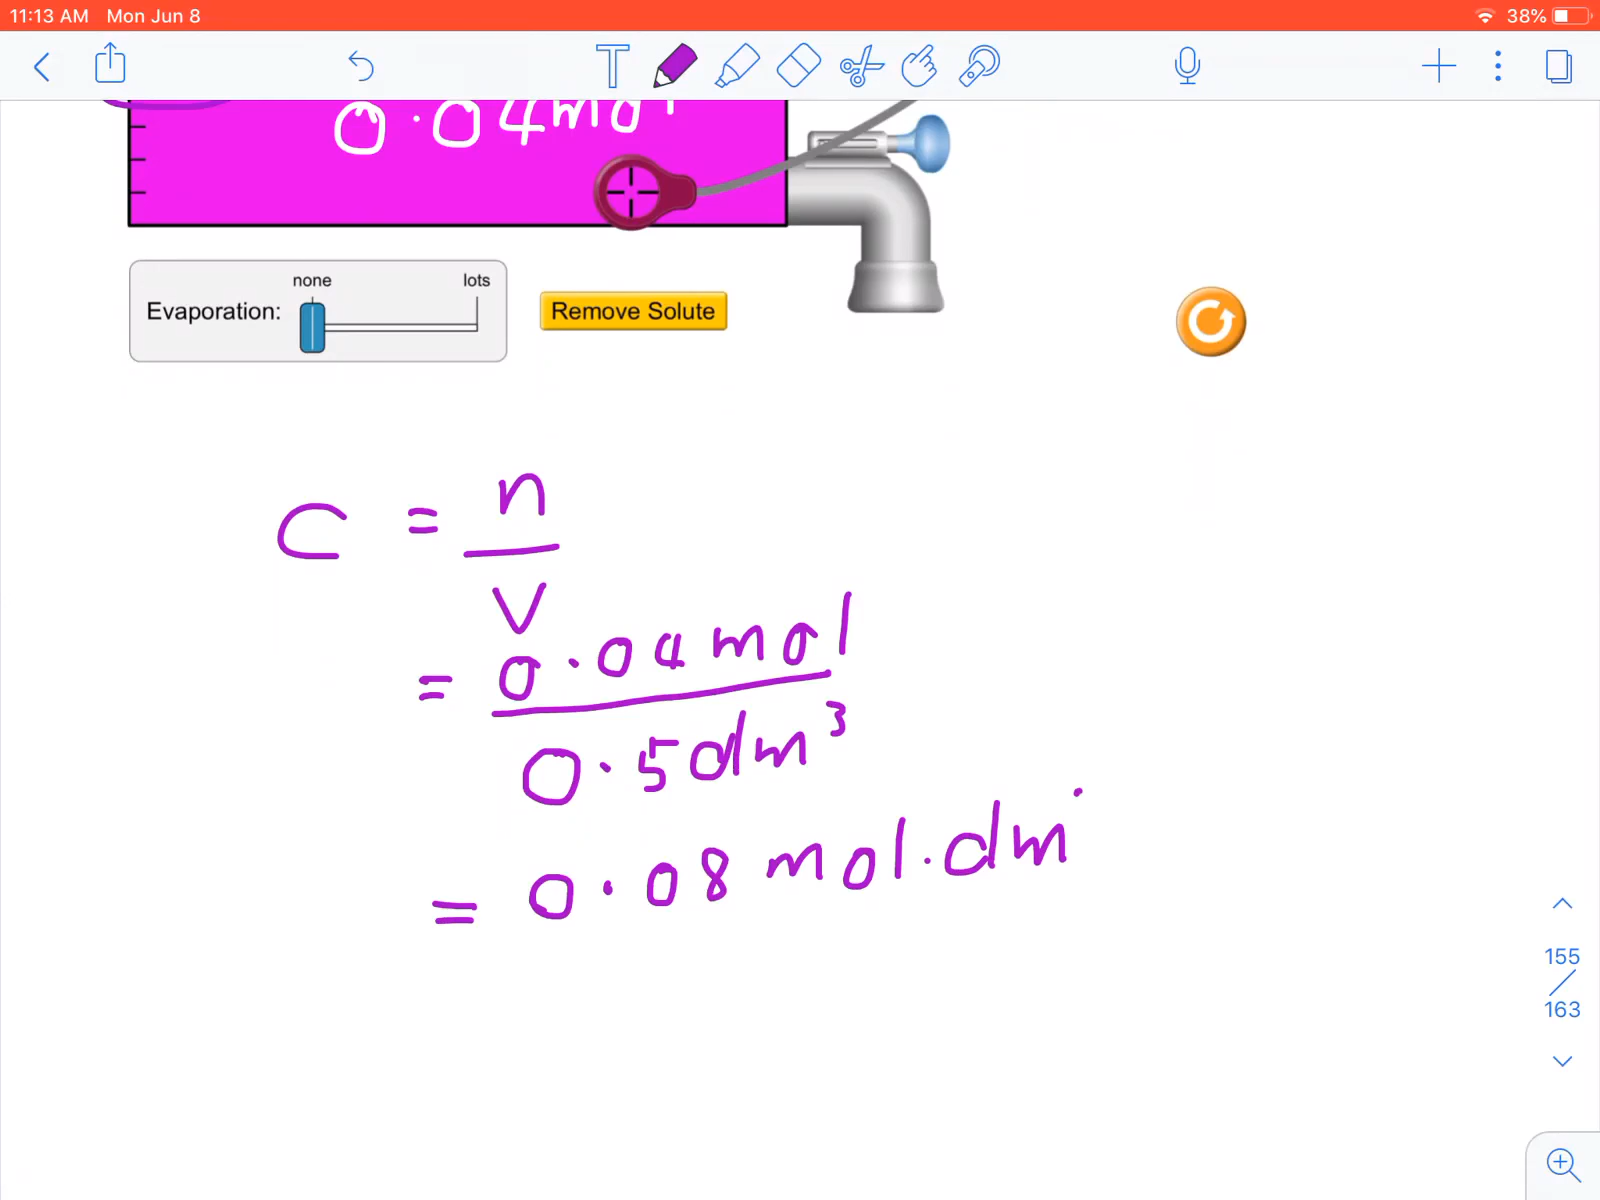 11:13 AM Mon Jun 8 38%
T
0.04mol
none lots
Evaporation:
Remove Solute
C = n
V
= 0.04mol
0.5dm³
= 0.08 mol.dm
155
163